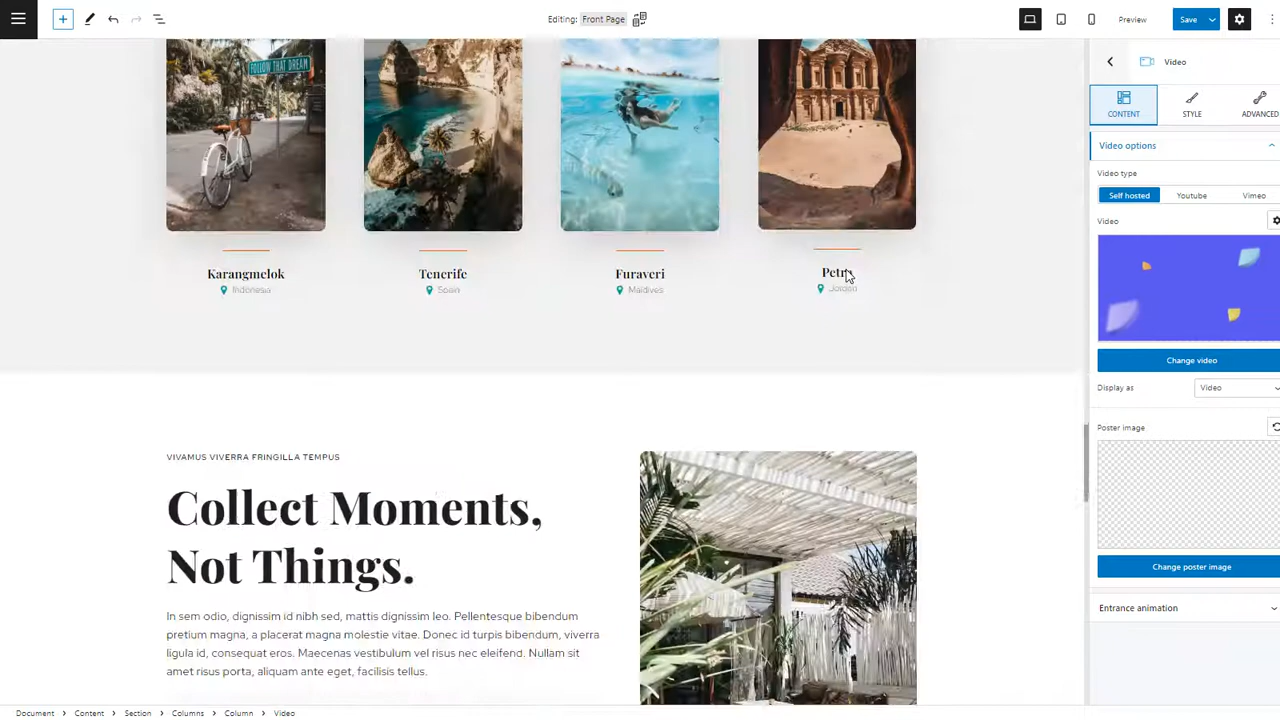 Editing: Front Page
Preview
Save
Video
CONTENT
STYLE
ADVANCED
Video options
Video type
Self hosted
Youtube
Vimeo
Video
Change video
Display as
Video
Poster image
Change poster image
Entrance animation
FOLLOW THAT DREAM
Karangmelok
Indonesia
Tenerife
Spain
Furaveri
Maldives
Petra
Jordan
VIVAMUS VIVERRA FRINGILLA TEMPUS
Collect Moments,
Not Things.
In sem odio, dignissim id nibh sed, mattis dignissim leo. Pellentesque bibendum
pretium magna, a placerat magna molestie vitae. Donec id turpis bibendum, viverra
ligula id, consequat eros. Maecenas vestibulum vel risus nec eleifend. Nullam sit
amet risus porta, aliquam ante eget, facilisis tellus.
Document > Content > Section > Columns > Column > Video